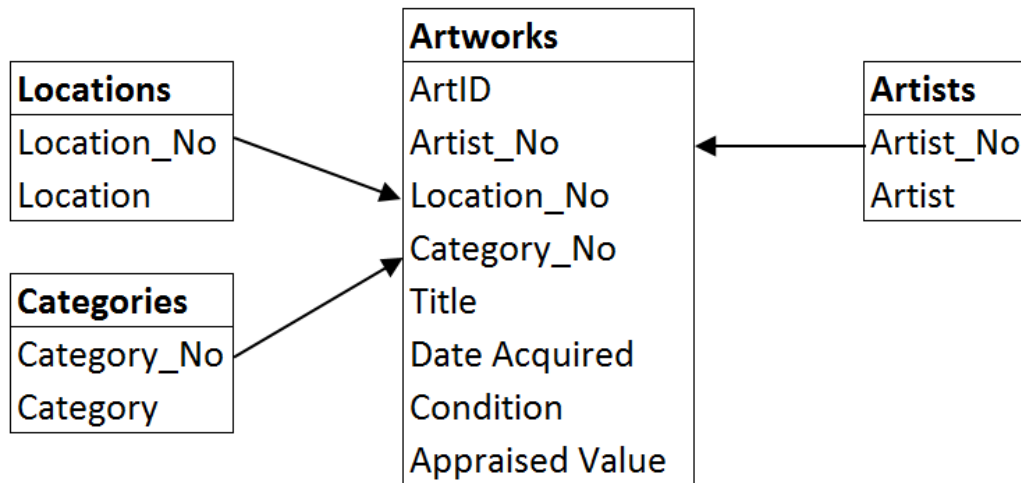 Locations
Location_No
Location
Categories
Category_No
Category
Artworks
ArtID
Artist_No
Location_No
Category_No
Title
Date Acquired
Condition
Appraised Value
Artists
Artist_No
Artist